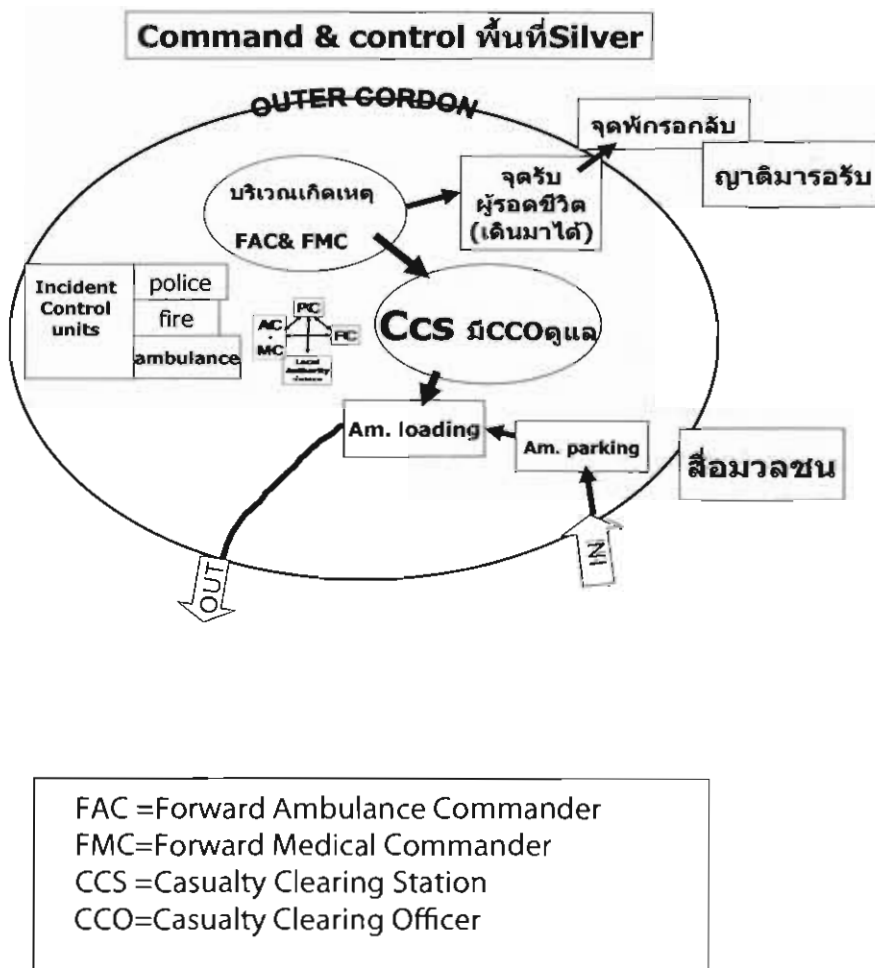 Command & control พื้นที่Silver
OUTER CORDON
จุดพักรอกลับ
ญาติมารอรับ
บริเวณเกิดเหตุ
FAC& FMC
จุดรับ
ผู้รอดชีวิต
(เดินมาได้)
Incident
Control
units
police
fire
ambulance
AC
MC
FC
Local
Authority
Ccs มีCCOดูแล
Am. loading
Am. parking
สื่อมวลชน
OUT
IN
FAC =Forward Ambulance Commander
FMC=Forward Medical Commander
CCS =Casualty Clearing Station
CCO=Casualty Clearing Officer